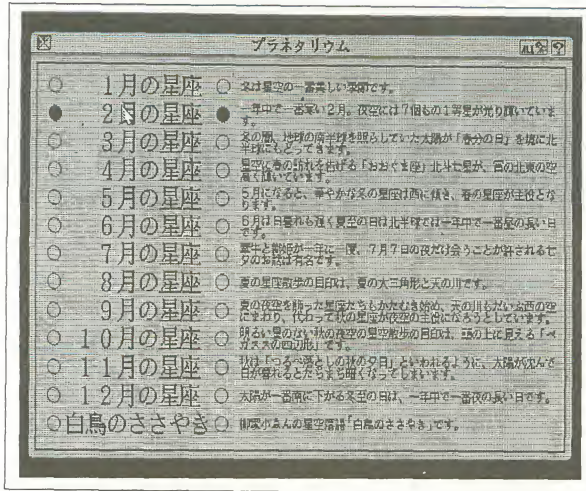 プラネタリウム
1月の星座
冬は星空の一番美しい季節です。
2月の星座
一年中で一番寒い2月。夜空には7個もの1等星が光り輝いています。
3月の星座
冬の間、地球の南半球を照らしていた太陽が「春分の日」を境に北
半球にもどってきます。
4月の星座
星空に春の訪れを告げる「おおぐま座」北斗七星が、宵の北東の空
高く輝いています。
5月の星座
5月になると、華やかな冬の星座は西に傾き、春の星座が主役とな
ります。
6月の星座
6月は日暮れも遅く夏至の日は北半球では一年中で一番昼の長い日
です。
7月の星座
牽牛と織姫が一年に一度、7月7日の夜だけ会うことが許される七
夕のお話は有名です。
8月の星座
夏の星座散歩の目印は、夏の大三角形と天の川です。
9月の星座
夏の夜空を飾った星座たちもかたむき始め、天の川もだいぶ西の空
にまわり、代わって秋の星座が夜空の主役になろうとしています。
10月の星座
明るい星のない秋の夜空の星空散歩の目印は、頭の上に見える「ペ
ガススの四辺形」です。
11月の星座
秋は「つるべ落としの秋の夕日」といわれるように、太陽が沈んで
日が暮れるとたちまち暗くなってしまいます。
12月の星座
太陽が一番南に下がる冬至の日は、一年中で一番夜の長い日です。
白鳥のささやき
星空落語「白鳥のささやき」です。